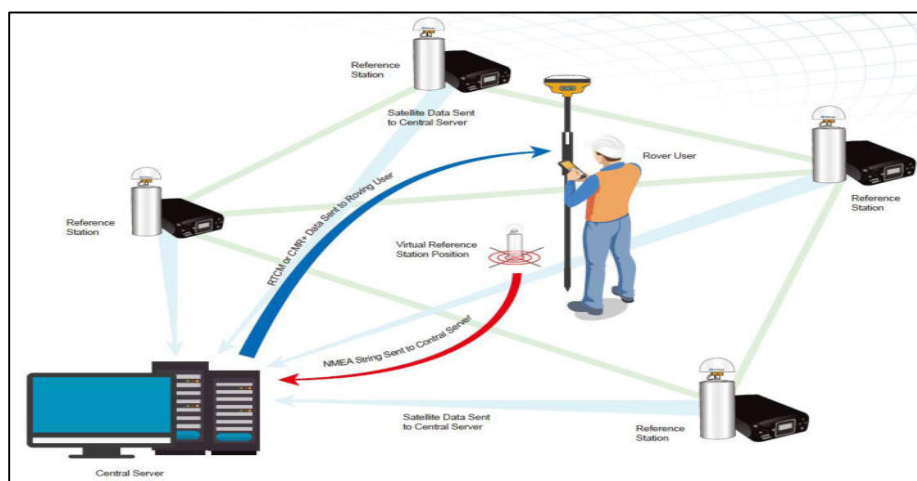 Reference
Station
Satellite Data Sent
to Central Server
Rover User
Reference
Station
Reference
Station
RTCM or CMR+ Data Sent to Roving User
Virtual Reference
Station Position
NMEA String Sent to Central Server
Satellite Data Sent
to Central Server
Reference
Station
Central Server